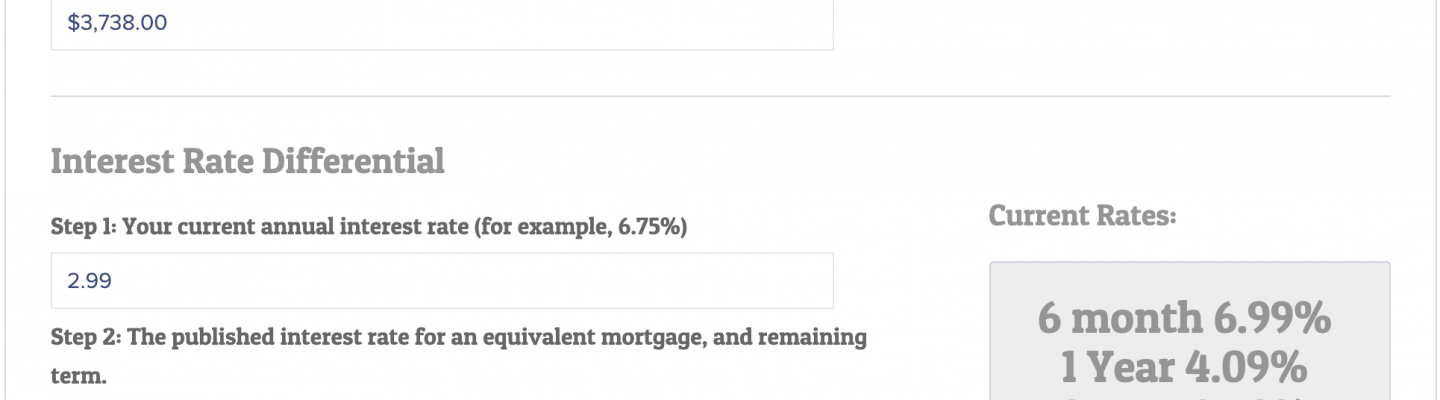 $3,738.00
Interest Rate Differential
Step 1: Your current annual interest rate (for example, 6.75%)
2.99
Step 2: The published interest rate for an equivalent mortgage, and remaining
term.
Current Rates:
6 month 6.99%
1 Year 4.09%